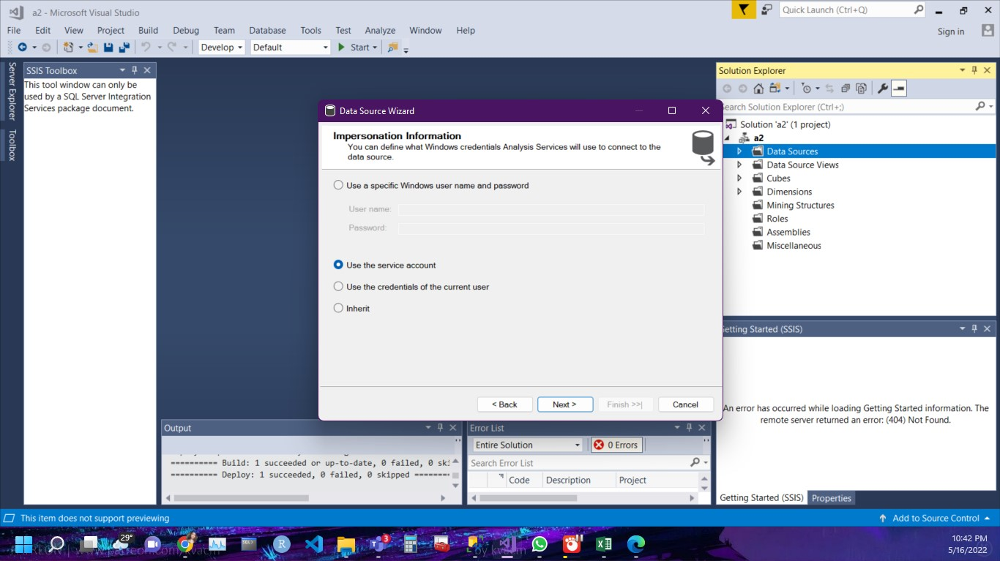 a2 - Microsoft Visual Studio
Quick Launch (Ctrl+Q)
File Edit View Project Build Debug Team Database Tools Test Analyze Window Help
Sign in
Develop Default Start
Server Explorer
Toolbox
SSIS Toolbox
This tool window can only be
used by a SQL Server Integration
Services package document.
Data Source Wizard
Impersonation Information
You can define what Windows credentials Analysis Services will use to connect to the
data source.
Use a specific Windows user name and password
User name:
Password:
Use the service account
Use the credentials of the current user
Inherit
< Back Next > Finish >>| Cancel
Solution Explorer
Search Solution Explorer (Ctrl+;)
Solution 'a2' (1 project)
a2
Data Sources
Data Source Views
Cubes
Dimensions
Mining Structures
Roles
Assemblies
Miscellaneous
Getting Started (SSIS)
An error has occurred while loading Getting Started information. The
remote server returned an error: (404) Not Found.
Getting Started (SSIS) Properties
Output
========== Build: 1 succeeded or up-to-date, 0 failed, 0 ski
========== Deploy: 1 succeeded, 0 failed, 0 skipped =======
Error List
Entire Solution 0 Errors
Search Error List
Code Description Project
This item does not support previewing
Add to Source Control
29°
3
SQL
R
www.patreon.com/kvacm
by
10:42 PM
5/16/2022